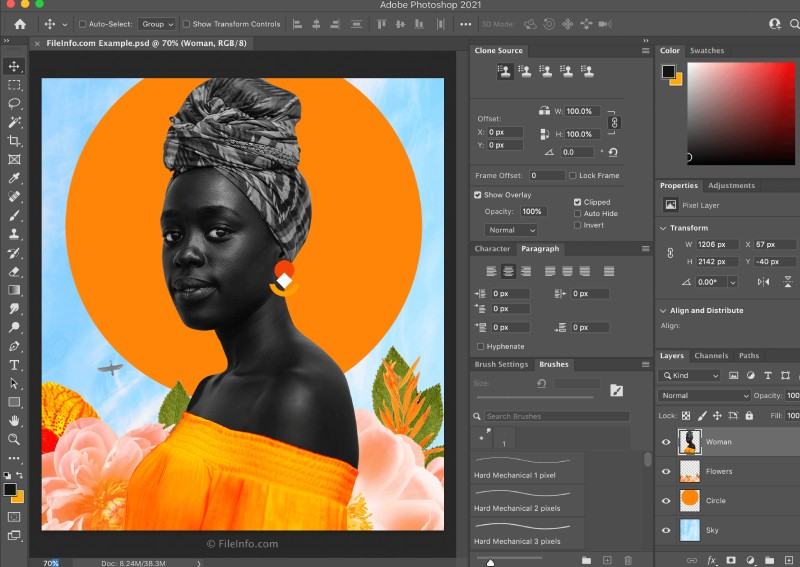 Adobe Photoshop 2021
Auto-Select: Group Show Transform Controls ••• 3D Mode:
FileInfo.com Example.psd @ 70% (Woman, RGB/8)
Clone Source
Offset:
W: 100.0%
X: 0 px
H: 100.0%
Y: 0 px
0.0 °
Frame Offset: 0 Lock Frame
Show Overlay
Opacity: 100%
Clipped
Auto Hide
Normal
Invert
Character Paragraph
0 px 0 px
0 px
0 px 0 px
Hyphenate
Brush Settings Brushes
Size:
Search Brushes
1
Hard Mechanical 1 pixel
Hard Mechanical 2 pixels
Hard Mechanical 3 pixels
Color Swatches
Properties Adjustments
Pixel Layer
Transform
W 1206 px X 57 px
H 2142 px Y -40 px
0.00°
Align and Distribute
Align:
Layers Channels Paths
Kind
Normal Opacity: 100
Lock: Fill: 100
Woman
Flowers
Circle
Sky
fx
© FileInfo.com
70% Doc: 8.24M/38.3M